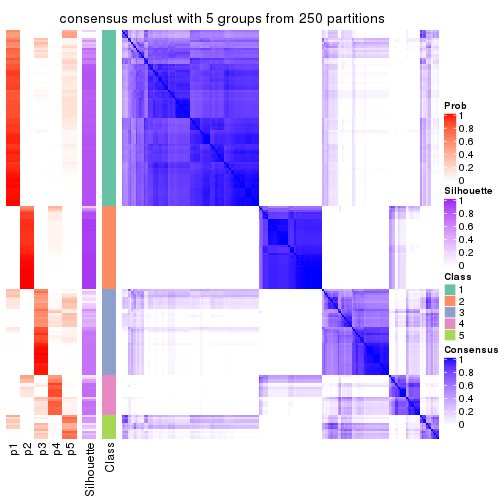 consensus mclust with 5 groups from 250 partitions
Prob
1
0.8
0.6
0.4
0.2
0
Silhouette
1
0.8
0.6
0.4
0.2
0
Class
1
2
3
4
5
Consensus
1
0.8
0.6
0.4
0.2
0
p1
p2
p3
p4
p5
Silhouette
Class